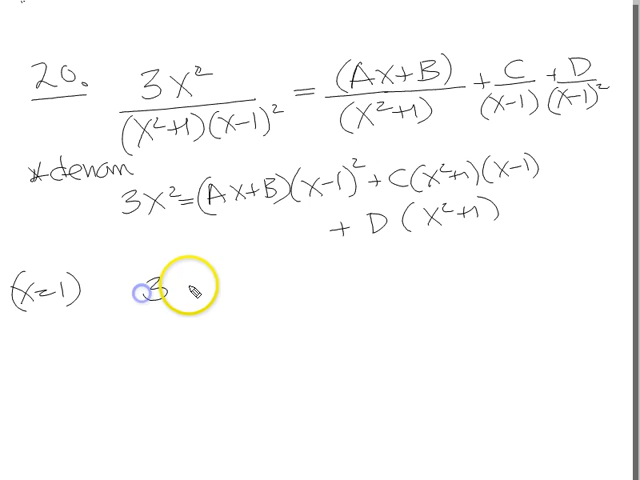 20. 3x² / (x²+1)(x-1)² = (Ax+B) / (x²+1) + C / (x-1) + D / (x-1)²
*denom
3x² = (Ax+B)(x-1)² + C(x²+1)(x-1)
+ D (x²+1)
(x=1) 3